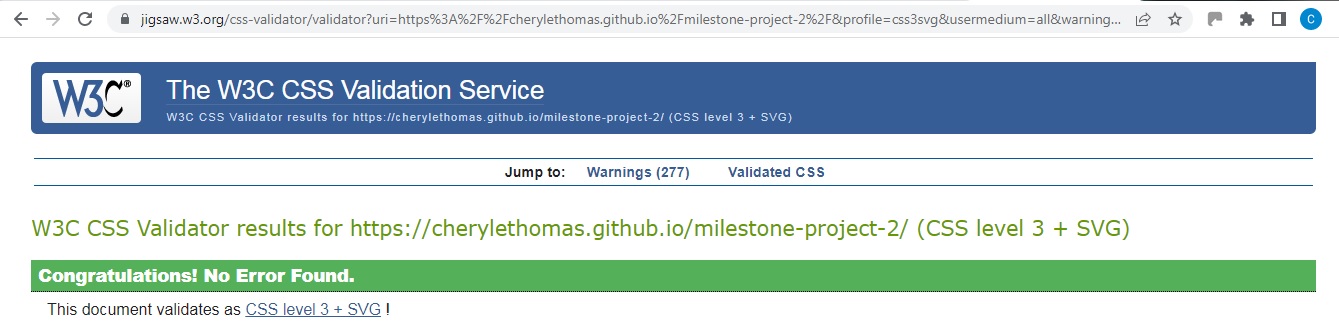 jigsaw.w3.org/css-validator/validator?uri=https%3A%2F%2Fcherylethomas.github.io%2Fmilestone-project-2%2F&profile=css3svg&usermedium=all&warning...
C
W3C®
The W3C CSS Validation Service
W3C CSS Validator results for https://cherylethomas.github.io/milestone-project-2/ (CSS level 3 + SVG)
Jump to: Warnings (277) Validated CSS
W3C CSS Validator results for https://cherylethomas.github.io/milestone-project-2/ (CSS level 3 + SVG)
Congratulations! No Error Found.
This document validates as CSS level 3 + SVG !